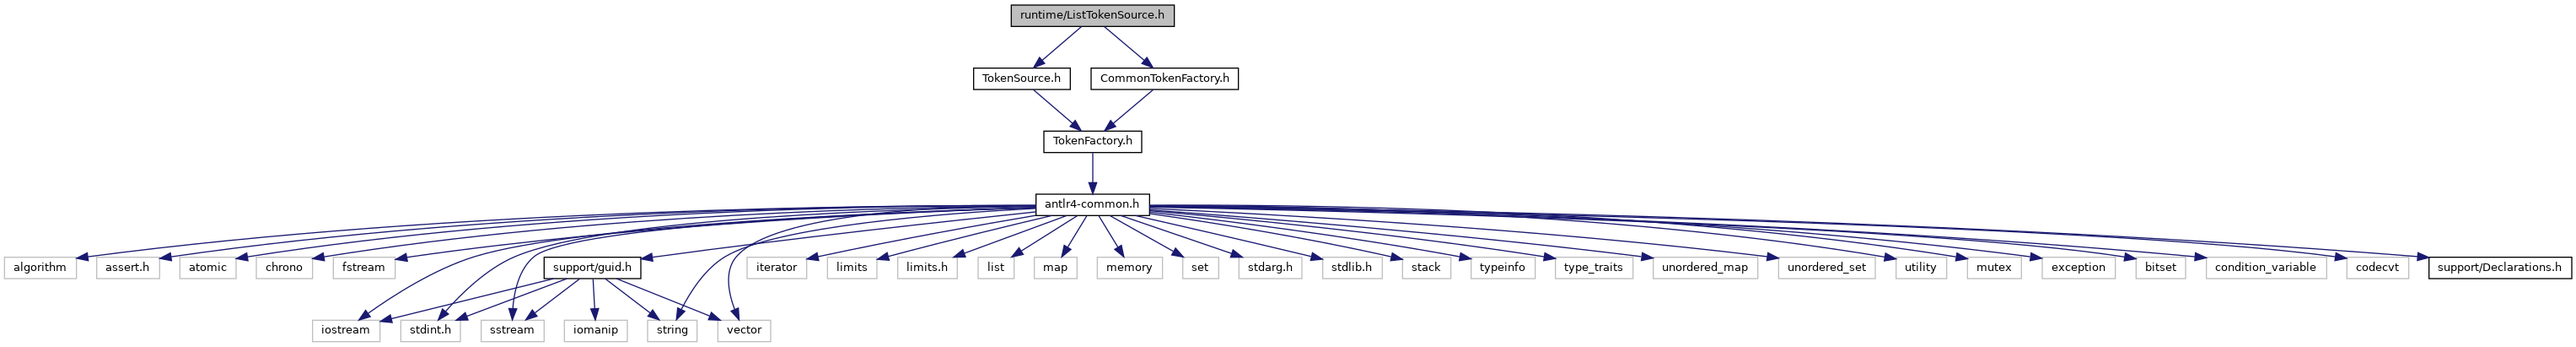 runtime/ListTokenSource.h
TokenSource.h
CommonTokenFactory.h
TokenFactory.h
antlr4-common.h
algorithm
assert.h
atomic
chrono
fstream
support/guid.h
iterator
limits
limits.h
list
map
memory
set
stdarg.h
stdlib.h
stack
typeinfo
type_traits
unordered_map
unordered_set
utility
mutex
exception
bitset
condition_variable
codecvt
support/Declarations.h
iostream
stdint.h
sstream
iomanip
string
vector